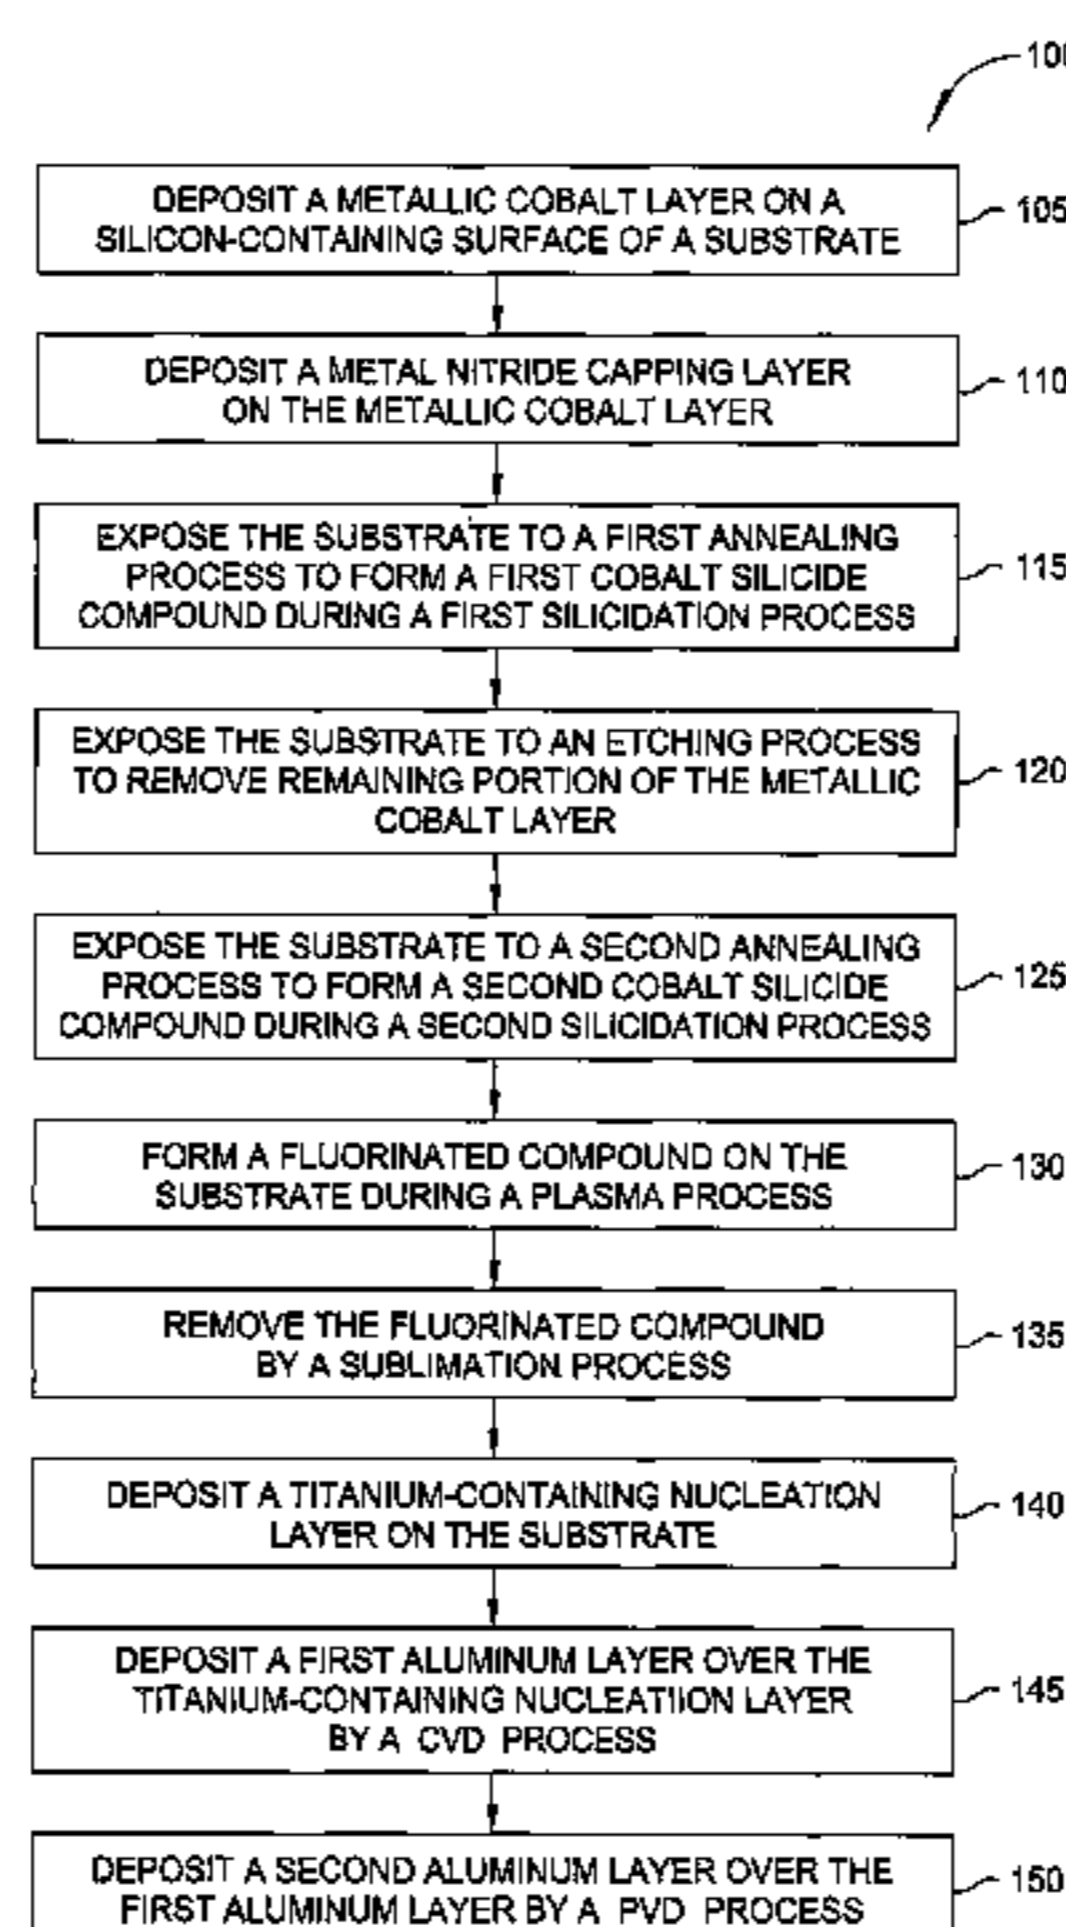 DEPOSIT A METALLIC COBALT LAYER ON A
SILICON-CONTAINING SURFACE OF A SUBSTRATE
105
DEPOSIT A METAL NITRIDE CAPPING LAYER
ON THE METALLIC COBALT LAYER
110
EXPOSE THE SUBSTRATE TO A FIRST ANNEALING
PROCESS TO FORM A FIRST COBALT SILICIDE
COMPOUND DURING A FIRST SILICIDATION PROCESS
115
EXPOSE THE SUBSTRATE TO AN ETCHING PROCESS
TO REMOVE REMAINING PORTION OF THE METALLIC
COBALT LAYER
120
EXPOSE THE SUBSTRATE TO A SECOND ANNEALING
PROCESS TO FORM A SECOND COBALT SILICIDE
COMPOUND DURING A SECOND SILICIDATION PROCESS
125
FORM A FLUORINATED COMPOUND ON THE
SUBSTRATE DURING A PLASMA PROCESS
130
REMOVE THE FLUORINATED COMPOUND
BY A SUBLIMATION PROCESS
135
DEPOSIT A TITANIUM-CONTAINING NUCLEATION
LAYER ON THE SUBSTRATE
140
DEPOSIT A FIRST ALUMINUM LAYER OVER THE
TITANIUM-CONTAINING NUCLEATION LAYER
BY A CVD PROCESS
145
DEPOSIT A SECOND ALUMINUM LAYER OVER THE
FIRST ALUMINUM LAYER BY A PVD PROCESS
150